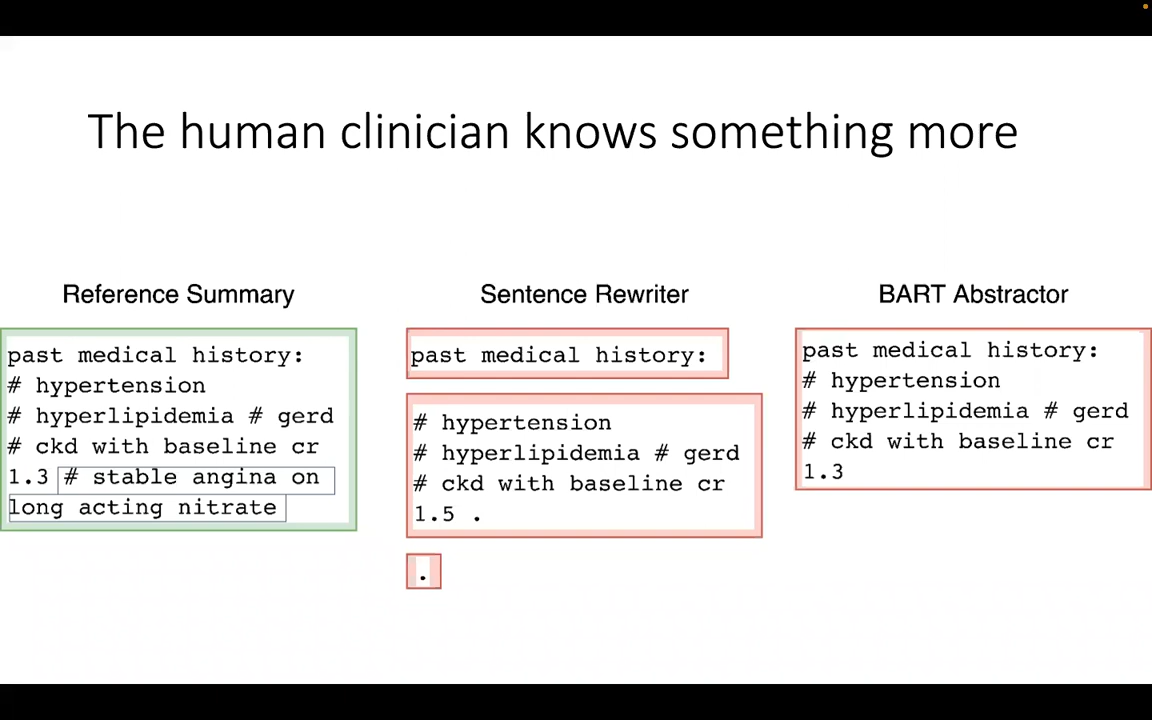 The human clinician knows something more
Reference Summary
past medical history:
# hypertension
# hyperlipidemia # gerd
# ckd with baseline cr
1.3 # stable angina on
long acting nitrate
Sentence Rewriter
past medical history:
# hypertension
# hyperlipidemia # gerd
# ckd with baseline cr
1.5 .
.
BART Abstractor
past medical history:
# hypertension
# hyperlipidemia # gerd
# ckd with baseline cr
1.3